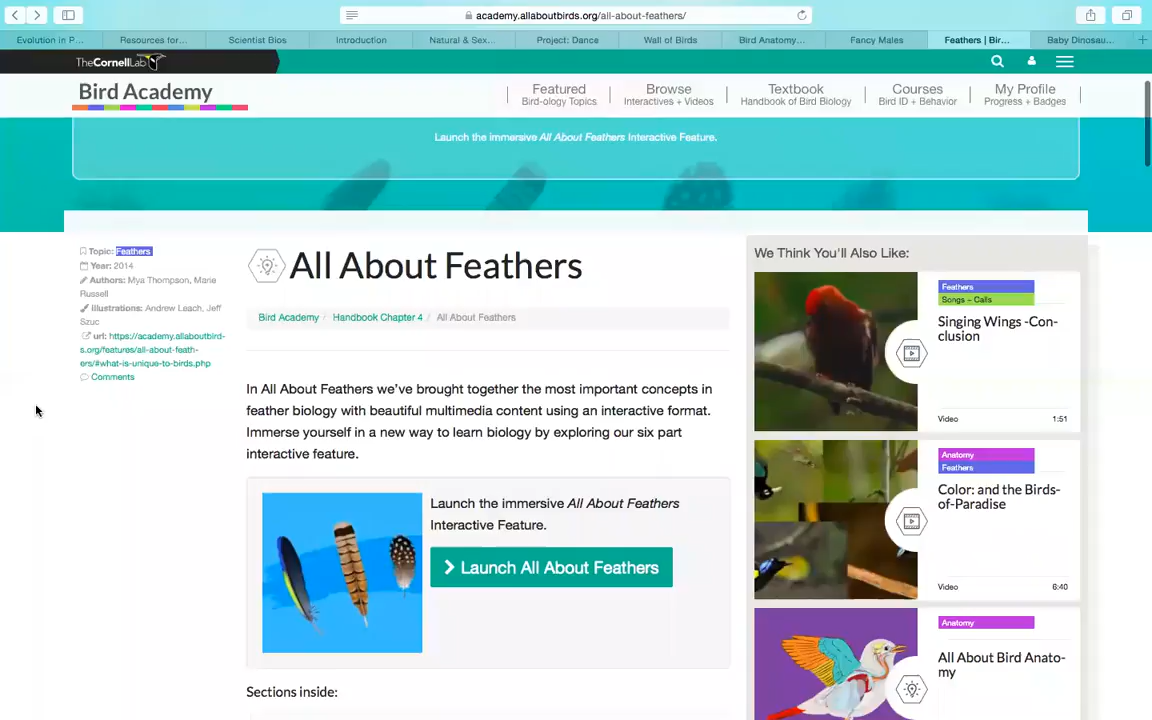 academy.allaboutbirds.org/all-about-feathers/
Evolution in P... Resources for... Scientist Bios Introduction Natural & Sex... Project: Dance Wall of Birds Bird Anatomy... Fancy Males Feathers | Bir... Baby Dinosau...
TheCornellLab
Bird Academy
Featured
Bird-ology Topics
Browse
Interactives + Videos
Textbook
Handbook of Bird Biology
Courses
Bird ID + Behavior
My Profile
Progress + Badges
Launch the immersive All About Feathers Interactive Feature.
Topic: Feathers
Year: 2014
Authors: Mya Thompson, Marie
Russell
Illustrations: Andrew Leach, Jeff
Szuc
url: https://academy.allaboutbird-
s.org/features/all-about-feath-
ers/#what-is-unique-to-birds.php
Comments
All About Feathers
Bird Academy / Handbook Chapter 4 / All About Feathers
In All About Feathers we've brought together the most important concepts in
feather biology with beautiful multimedia content using an interactive format.
Immerse yourself in a new way to learn biology by exploring our six part
interactive feature.
Launch the immersive All About Feathers
Interactive Feature.
Launch All About Feathers
Sections inside:
We Think You'll Also Like:
Feathers
Songs – Calls
Singing Wings -Con-
clusion
Video 1:51
Anatomy
Feathers
Color: and the Birds-
of-Paradise
Video 6:40
Anatomy
All About Bird Anato-
my